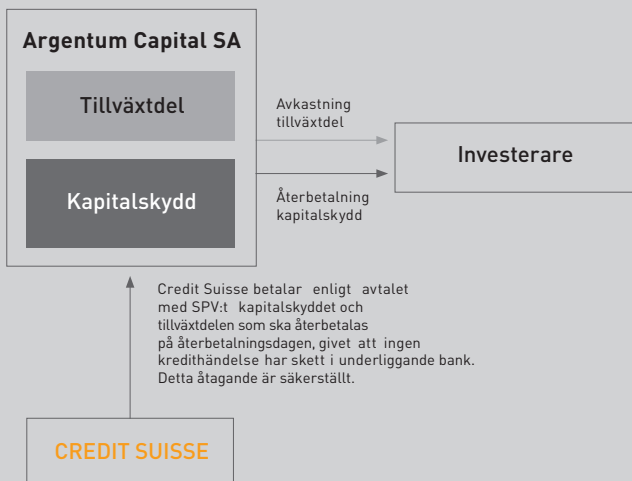 Argentum Capital SA
Tillväxtdel
Kapitalskydd
Avkastning
tillväxtdel
Återbetalning
kapitalskydd
Investerare
Credit Suisse betalar enligt avtalet
med SPV:t kapitalskyddet och
tillväxtdelen som ska återbetalas
på återbetalningsdagen, givet att ingen
kredithändelse har skett i underliggande bank.
Detta åtagande är säkerställt.
CREDIT SUISSE